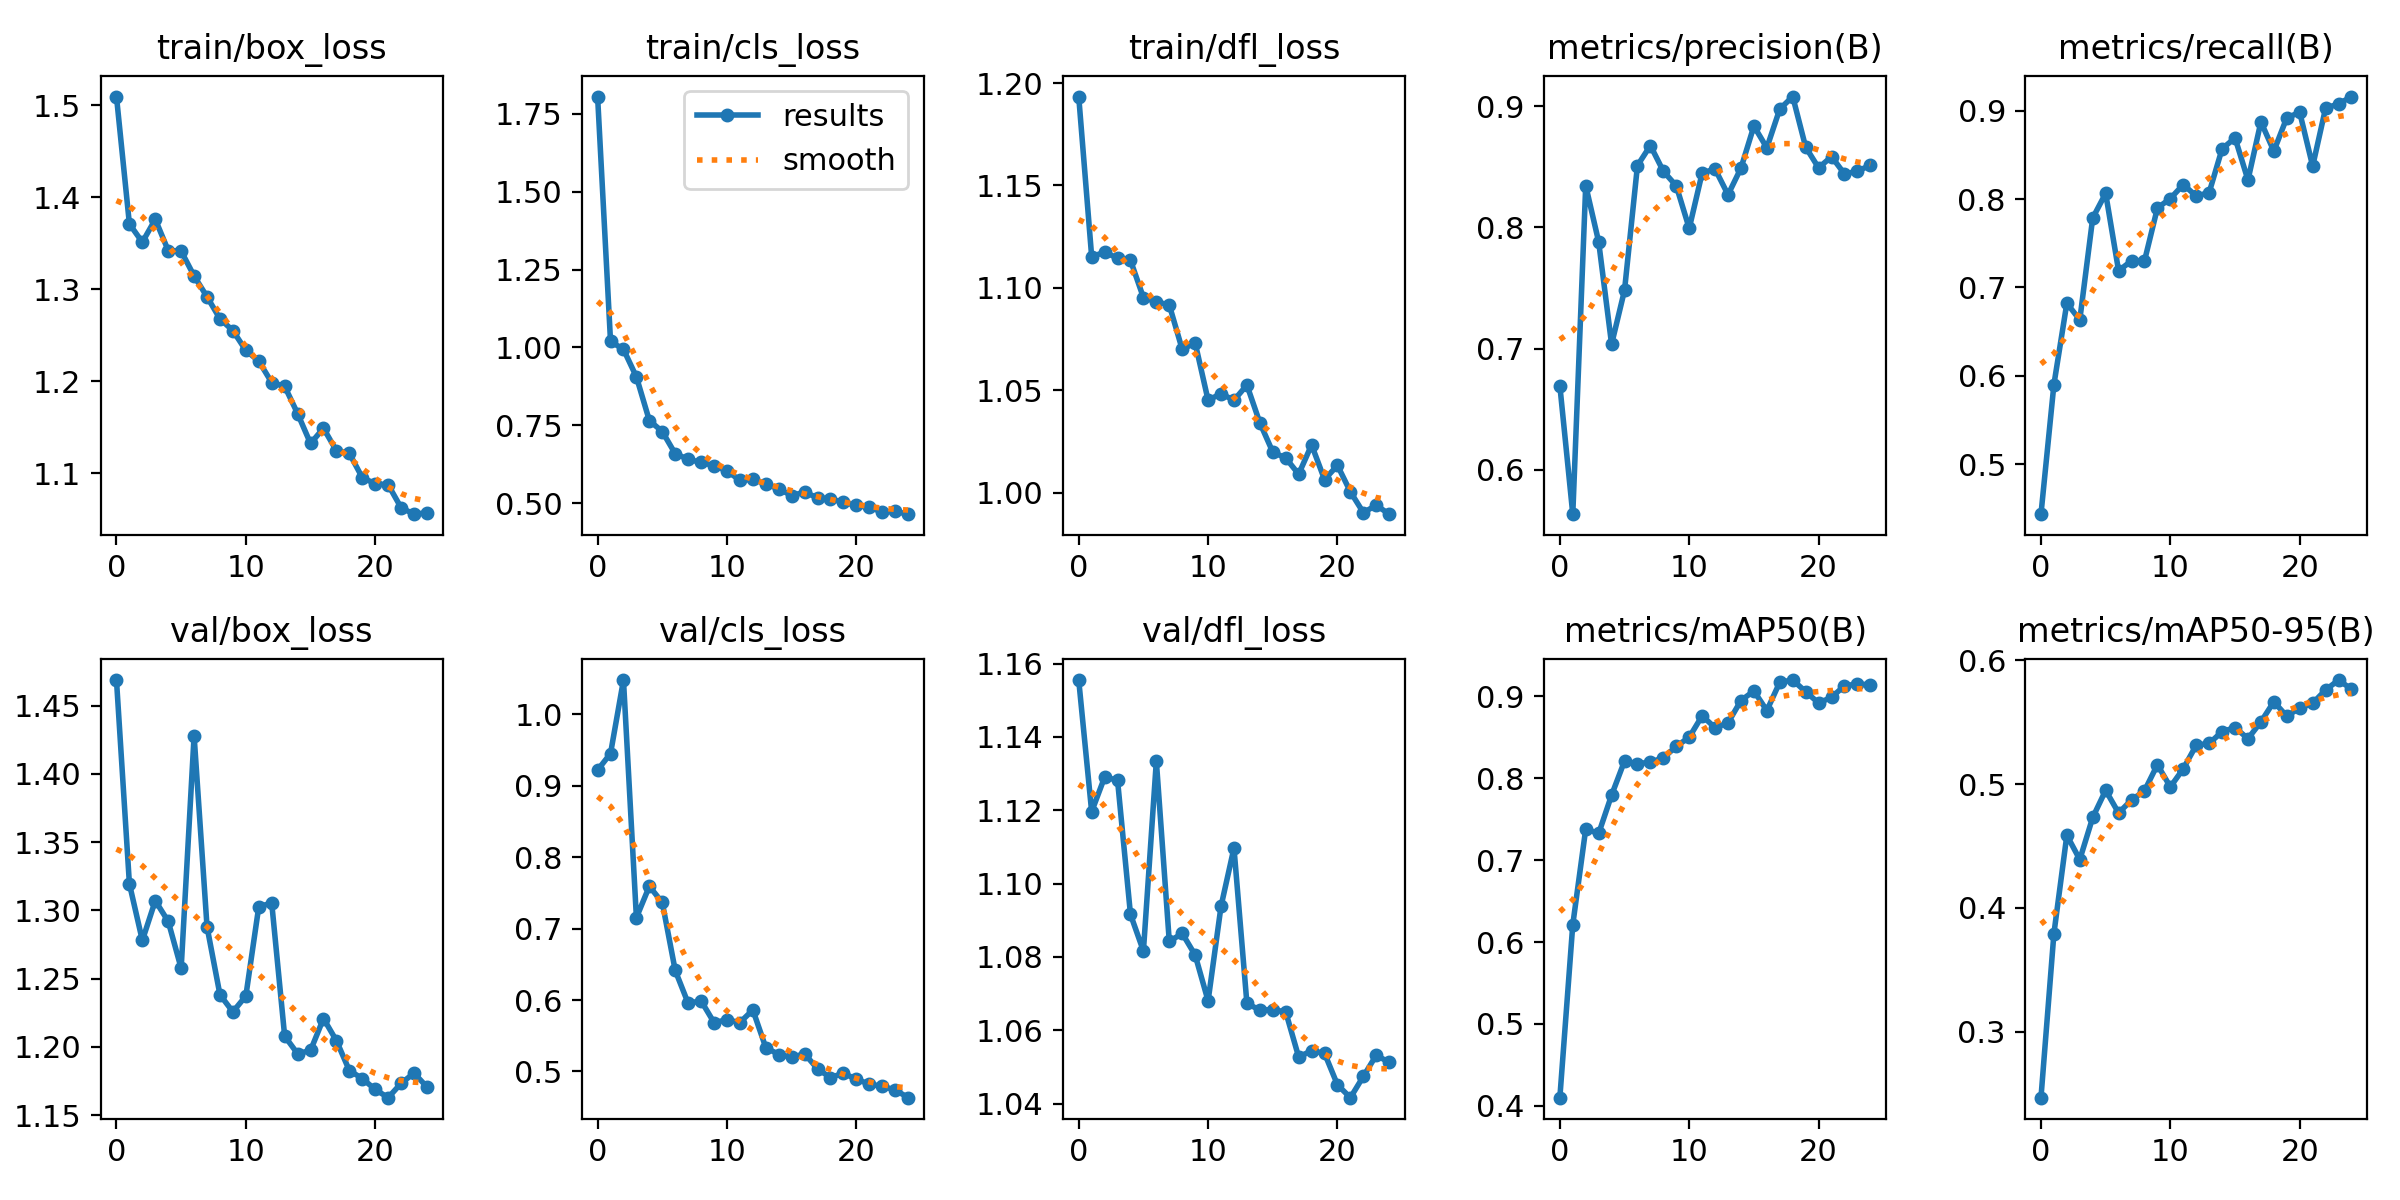 train/box_loss
1.5
1.4
1.3
1.2
1.1
0 10 20
train/cls_loss
results
smooth
1.75
1.50
1.25
1.00
0.75
0.50
0 10 20
train/dfl_loss
1.20
1.15
1.10
1.05
1.00
0 10 20
metrics/precision(B)
0.9
0.8
0.7
0.6
0 10 20
metrics/recall(B)
0.9
0.8
0.7
0.6
0.5
0 10 20
val/box_loss
1.45
1.40
1.35
1.30
1.25
1.20
1.15
0 10 20
val/cls_loss
1.0
0.9
0.8
0.7
0.6
0.5
0 10 20
val/dfl_loss
1.16
1.14
1.12
1.10
1.08
1.06
1.04
0 10 20
metrics/mAP50(B)
0.9
0.8
0.7
0.6
0.5
0.4
0 10 20
metrics/mAP50-95(B)
0.6
0.5
0.4
0.3
0 10 20